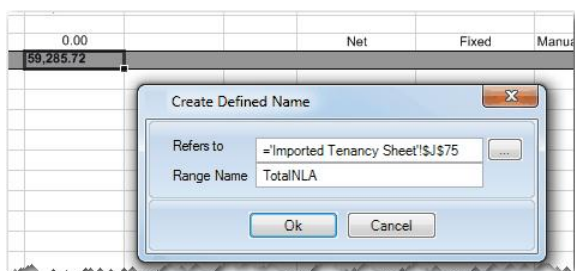 0.00 Net Fixed Manua
59,285.72
Create Defined Name
Refers to ='Imported Tenancy Sheet'!$J$75 ...
Range Name TotalNLA
Ok Cancel